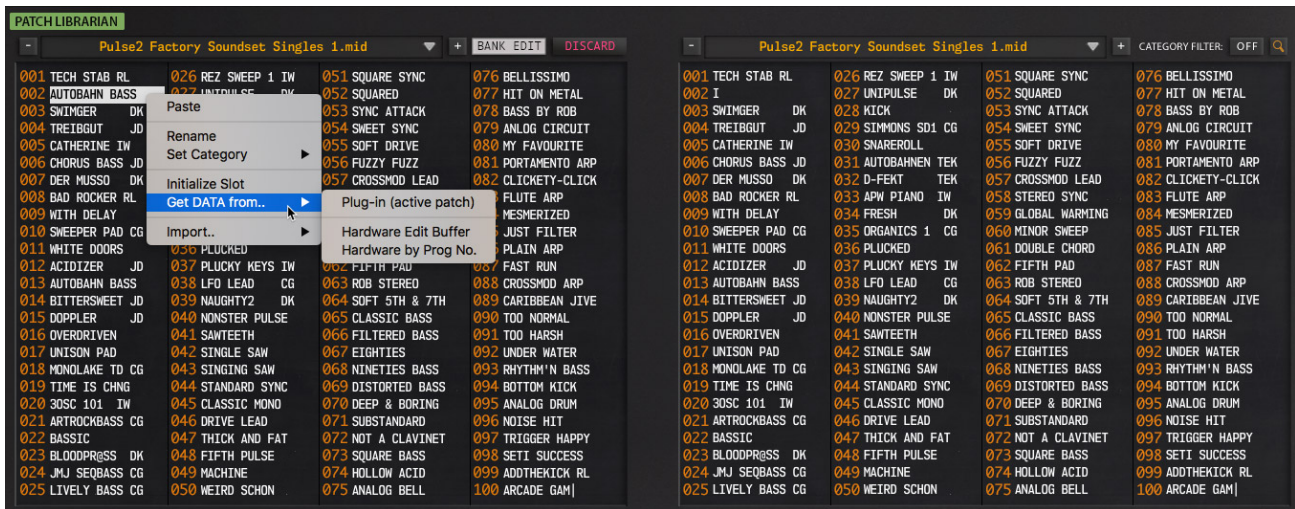 PATCH LIBRARIAN
- Pulse2 Factory Soundset Singles 1.mid ▼ + BANK EDIT DISCARD
001 TECH STAB RL
002 AUTOBAHN BASS
003 SWIMGER DK
004 TREIBGUT JD
005 CATHERINE IW
006 CHORUS BASS JD
007 DER MUSSO DK
008 BAD ROCKER RL
009 WITH DELAY
010 SWEEPER PAD CG
011 WHITE DOORS
012 ACIDIZER JD
013 AUTOBAHN BASS
014 BITTERSWEET JD
015 DOPPLER JD
016 OVERDRIVEN
017 UNISON PAD
018 MONOLAKE TD CG
019 TIME IS CHNG
020 3OSC 101 IW
021 ARTROCKBASS CG
022 BASSIC
023 BLOODPR@SS DK
024 JMJ SEQBASS CG
025 LIVELY BASS CG
026 REZ SWEEP 1 IW
027 UNIPULSE DK
Paste
Rename
Set Category ▶
Initialize Slot
Get DATA from.. ▶
Import.. ▶
Plug-in (active patch)
Hardware Edit Buffer
Hardware by Prog No.
036 PLUCKED
037 PLUCKY KEYS IW
038 LFO LEAD CG
039 NAUGHTY2 DK
040 NONSTER PULSE
041 SAWTEETH
042 SINGLE SAW
043 SINGING SAW
044 STANDARD SYNC
045 CLASSIC MONO
046 DRIVE LEAD
047 THICK AND FAT
048 FIFTH PULSE
049 MACHINE
050 WEIRD SCHON
051 SQUARE SYNC
052 SQUARED
053 SYNC ATTACK
054 SWEET SYNC
055 SOFT DRIVE
056 FUZZY FUZZ
057 CROSSMOD LEAD
062 FIFTH PAD
063 ROB STEREO
064 SOFT 5TH & 7TH
065 CLASSIC BASS
066 FILTERED BASS
067 EIGHTIES
068 NINETIES BASS
069 DISTORTED BASS
070 DEEP & BORING
071 SUBSTANDARD
072 NOT A CLAVINET
073 SQUARE BASS
074 HOLLOW ACID
075 ANALOG BELL
076 BELLISSIMO
077 HIT ON METAL
078 BASS BY ROB
079 ANLOG CIRCUIT
080 MY FAVOURITE
081 PORTAMENTO ARP
082 CLICKETY-CLICK
FLUTE ARP
MESMERIZED
JUST FILTER
PLAIN ARP
087 FAST RUN
088 CROSSMOD ARP
089 CARIBBEAN JIVE
090 TOO NORMAL
091 TOO HARSH
092 UNDER WATER
093 RHYTHM'N BASS
094 BOTTOM KICK
095 ANALOG DRUM
096 NOISE HIT
097 TRIGGER HAPPY
098 SETI SUCCESS
099 ADDTHEKICK RL
100 ARCADE GAM|
- Pulse2 Factory Soundset Singles 1.mid ▼ + CATEGORY FILTER: OFF
001 TECH STAB RL
002 I
003 SWIMGER DK
004 TREIBGUT JD
005 CATHERINE IW
006 CHORUS BASS JD
007 DER MUSSO DK
008 BAD ROCKER RL
009 WITH DELAY
010 SWEEPER PAD CG
011 WHITE DOORS
012 ACIDIZER JD
013 AUTOBAHN BASS
014 BITTERSWEET JD
015 DOPPLER JD
016 OVERDRIVEN
017 UNISON PAD
018 MONOLAKE TD CG
019 TIME IS CHNG
020 3OSC 101 IW
021 ARTROCKBASS CG
022 BASSIC
023 BLOODPR@SS DK
024 JMJ SEQBASS CG
025 LIVELY BASS CG
026 REZ SWEEP 1 IW
027 UNIPULSE DK
028 KICK
029 SIMMONS SD1 CG
030 SNAREROLL
031 AUTOBAHNEN TEK
032 D-FEKT TEK
033 APW PIANO IW
034 FRESH DK
035 ORGANICS 1 CG
036 PLUCKED
037 PLUCKY KEYS IW
038 LFO LEAD CG
039 NAUGHTY2 DK
040 NONSTER PULSE
041 SAWTEETH
042 SINGLE SAW
043 SINGING SAW
044 STANDARD SYNC
045 CLASSIC MONO
046 DRIVE LEAD
047 THICK AND FAT
048 FIFTH PULSE
049 MACHINE
050 WEIRD SCHON
051 SQUARE SYNC
052 SQUARED
053 SYNC ATTACK
054 SWEET SYNC
055 SOFT DRIVE
056 FUZZY FUZZ
057 CROSSMOD LEAD
058 STEREO SYNC
059 GLOBAL WARMING
060 MINOR SWEEP
061 DOUBLE CHORD
062 FIFTH PAD
063 ROB STEREO
064 SOFT 5TH & 7TH
065 CLASSIC BASS
066 FILTERED BASS
067 EIGHTIES
068 NINETIES BASS
069 DISTORTED BASS
070 DEEP & BORING
071 SUBSTANDARD
072 NOT A CLAVINET
073 SQUARE BASS
074 HOLLOW ACID
075 ANALOG BELL
076 BELLISSIMO
077 HIT ON METAL
078 BASS BY ROB
079 ANLOG CIRCUIT
080 MY FAVOURITE
081 PORTAMENTO ARP
082 CLICKETY-CLICK
083 FLUTE ARP
084 MESMERIZED
085 JUST FILTER
086 PLAIN ARP
087 FAST RUN
088 CROSSMOD ARP
089 CARIBBEAN JIVE
090 TOO NORMAL
091 TOO HARSH
092 UNDER WATER
093 RHYTHM'N BASS
094 BOTTOM KICK
095 ANALOG DRUM
096 NOISE HIT
097 TRIGGER HAPPY
098 SETI SUCCESS
099 ADDTHEKICK RL
100 ARCADE GAM|